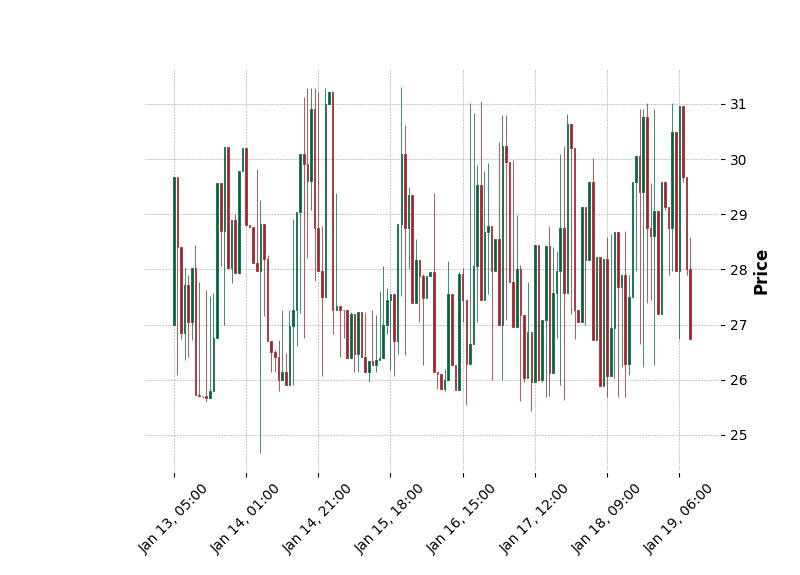 31
30
29
28
27
26
25
Price
Jan 13, 05:00
Jan 14, 01:00
Jan 14, 21:00
Jan 15, 18:00
Jan 16, 15:00
Jan 17, 12:00
Jan 18, 09:00
Jan 19, 06:00